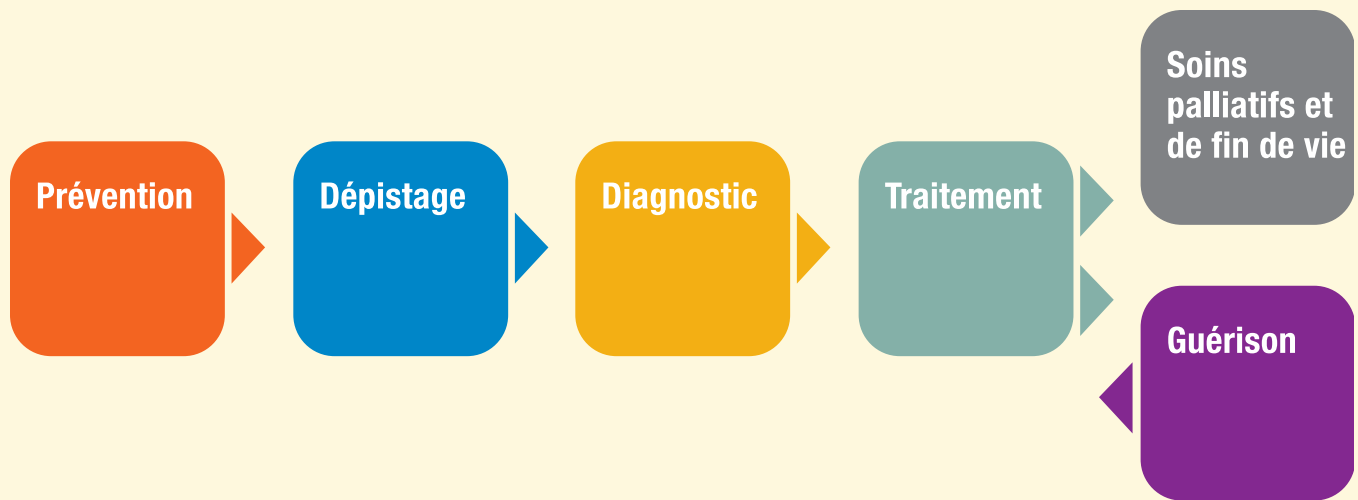 Prévention
Dépistage
Diagnostic
Traitement
Soins
palliatifs et
de fin de vie
Guérison